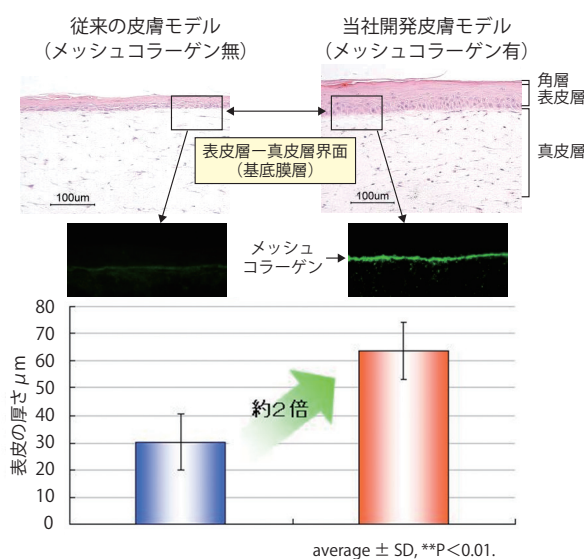 従来の皮膚モデル
（メッシュコラーゲン無）
当社開発皮膚モデル
（メッシュコラーゲン有）
角層
表皮層
真皮層
表皮層ー真皮層界面
（基底膜層）
100um
100um
メッシュ
コラーゲン
表皮の厚さμm
80
70
60
50
40
30
20
10
0
約2倍
average ± SD, **P＜0.01.